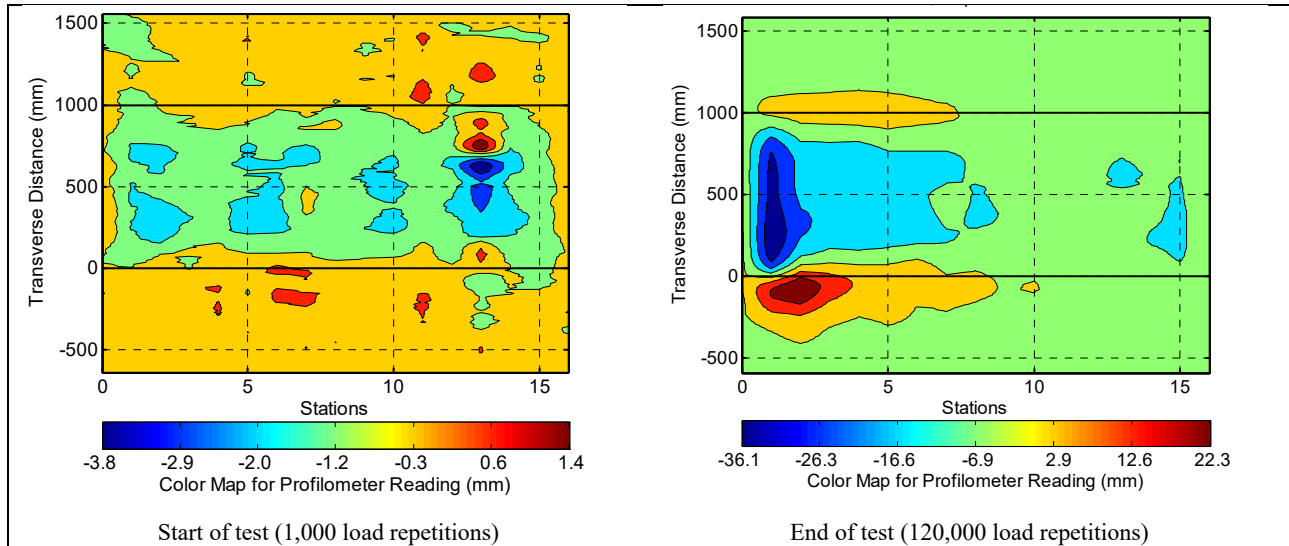 1500
1000
500
0
-500
Transverse Distance (mm)
0 5 10 15
Stations
-3.8 -2.9 -2.0 -1.2 -0.3 0.6 1.4
Color Map for Profilometer Reading (mm)
Start of test (1,000 load repetitions)
1500
1000
500
0
-500
Transverse Distance (mm)
0 5 10 15
Stations
-36.1 -26.3 -16.6 -6.9 2.9 12.6 22.3
Color Map for Profilometer Reading (mm)
End of test (120,000 load repetitions)